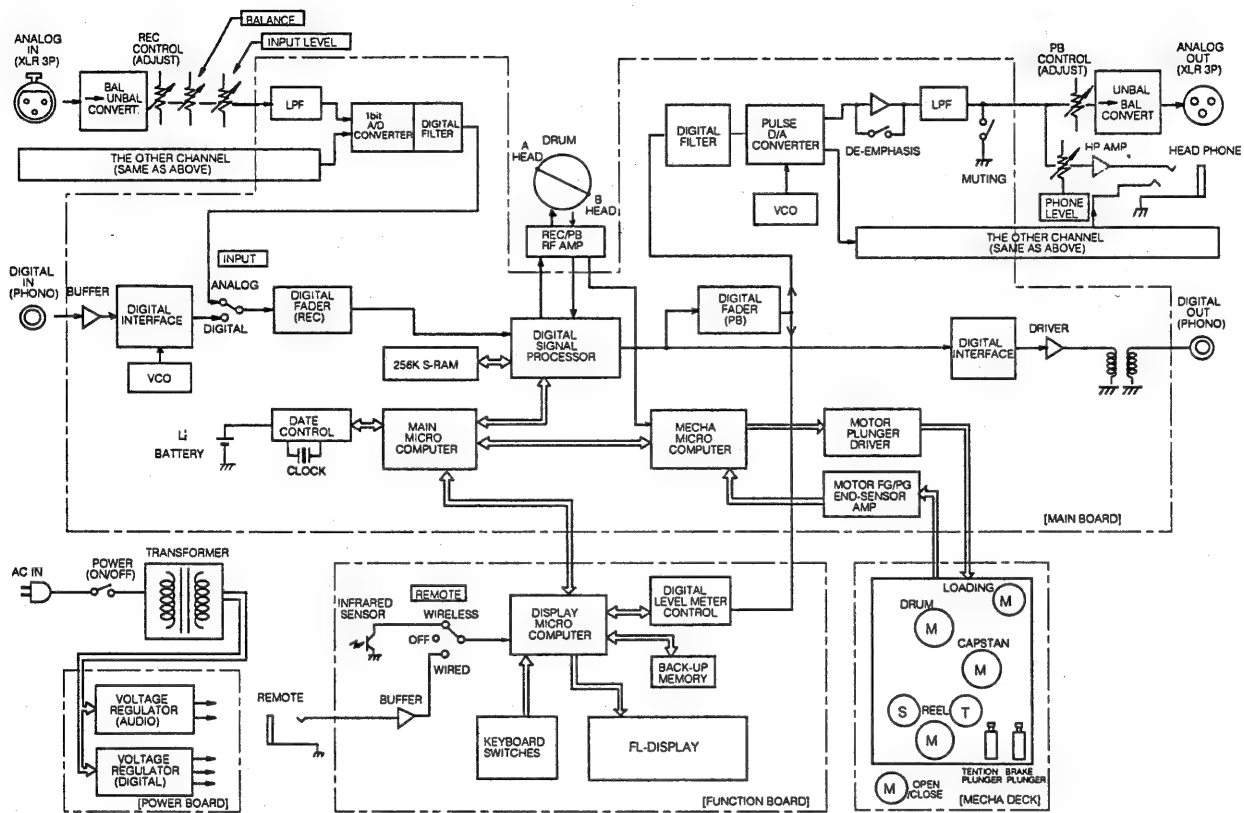 ANALOG
IN
(XLR 3P)
REC
CONTROL
(ADJUST)
BALANCE
INPUT LEVEL
BAL
UNBAL
CONVERT.
LPF
1bit
A/D
CONVERTER
DIGITAL
FILTER
THE OTHER CHANNEL
(SAME AS ABOVE)
DRUM
A
HEAD
B
HEAD
REC/PB
RF AMP
DIGITAL
FILTER
PULSE
D/A
CONVERTER
VCO
DE-EMPHASIS
LPF
MUTING
PB
CONTROL
(ADJUST)
UNBAL
BAL
CONVERT
ANALOG
OUT
(XLR 3P)
HP AMP
HEAD PHONE
PHONE
LEVEL
THE OTHER CHANNEL
(SAME AS ABOVE)
DIGITAL
IN
(PHONO)
BUFFER
DIGITAL
INTERFACE
VCO
INPUT
ANALOG
DIGITAL
DIGITAL
FADER
(REC)
256K S-RAM
DIGITAL
SIGNAL
PROCESSOR
DIGITAL
FADER
(PB)
DIGITAL
INTERFACE
DRIVER
DIGITAL
OUT
(PHONO)
Li
BATTERY
DATE
CONTROL
CLOCK
MAIN
MICRO
COMPUTER
MECHA
MICRO
COMPUTER
MOTOR
PLUNGER
DRIVER
MOTOR FG/PG
END-SENSOR
AMP
[MAIN BOARD]
AC IN
POWER
(ON/OFF)
TRANSFORMER
VOLTAGE
REGULATOR
(AUDIO)
VOLTAGE
REGULATOR
(DIGITAL)
[POWER BOARD]
REMOTE
INFRARED
SENSOR
REMOTE
WIRELESS
OFF
WIRED
BUFFER
DISPLAY
MICRO
COMPUTER
DIGITAL
LEVEL METER
CONTROL
BACK-UP
MEMORY
KEYBOARD
SWITCHES
FL-DISPLAY
[FUNCTION BOARD]
LOADING
M
DRUM
M
CAPSTAN
M
S
REEL
T
M
TENTION
PLUNGER
BRAKE
PLUNGER
M
OPEN
/CLOSE
[MECHA DECK]